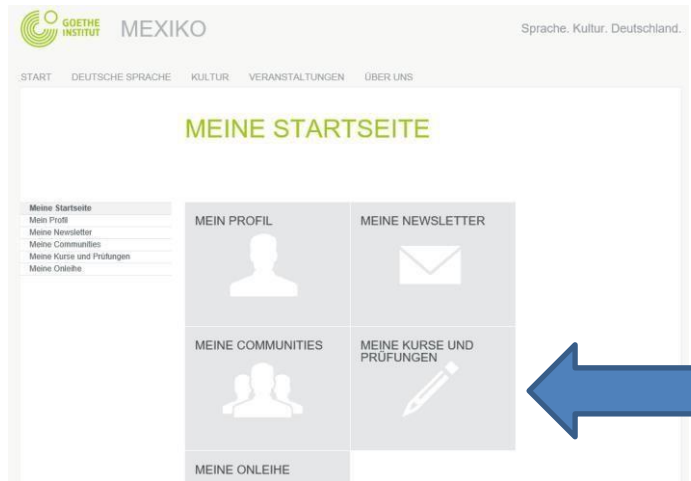 GOETHE
INSTITUT
MEXIKO
Sprache. Kultur. Deutschland.
START DEUTSCHE SPRACHE KULTUR VERANSTALTUNGEN ÜBER UNS
MEINE STARTSEITE
Meine Startseite
Mein Profil
Meine Newsletter
Meine Communities
Meine Kurse und Prüfungen
Meine Onleihe
MEIN PROFIL
MEINE NEWSLETTER
MEINE COMMUNITIES
MEINE KURSE UND
PRÜFUNGEN
MEINE ONLEIHE